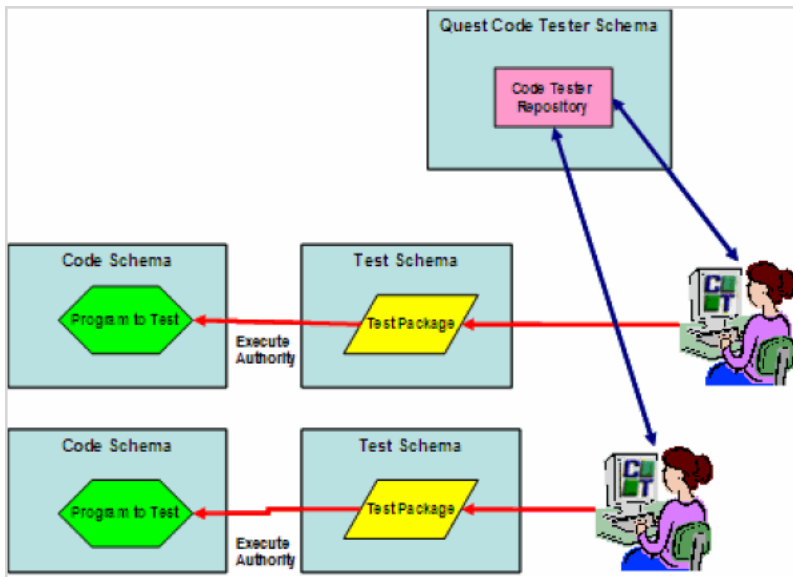 Quest Code Tester Schema
Code Tester
Repository
Code Schema
Test Schema
Program to Test
Test Package
Execute
Authority
C
T
Code Schema
Test Schema
Program to Test
Test Package
Execute
Authority
C
T